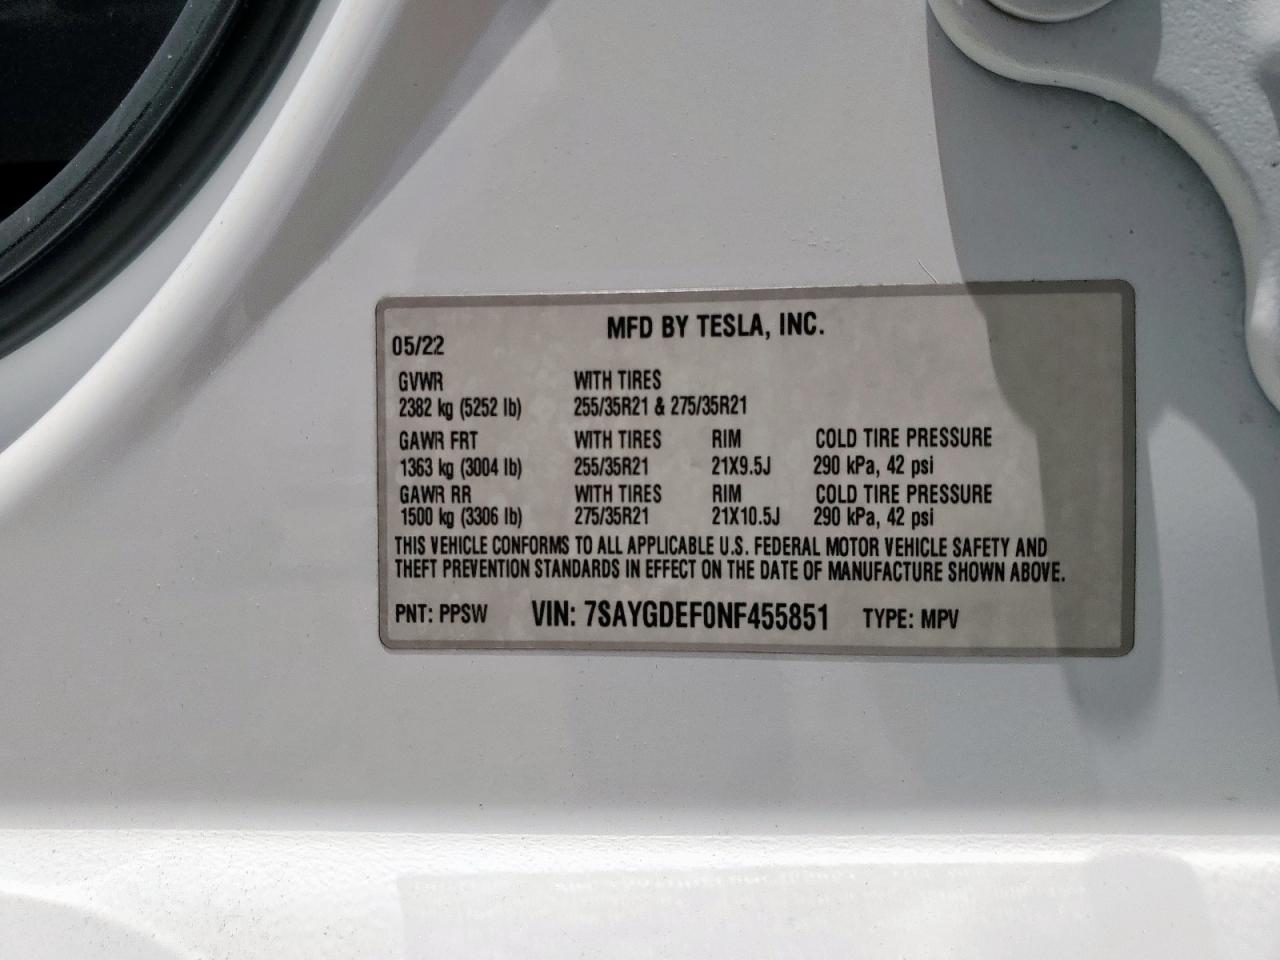 MFD BY TESLA, INC.
05/22
GVWR WITH TIRES
2382 kg (5252 lb) 255/35R21 & 275/35R21
GAWR FRT WITH TIRES RIM COLD TIRE PRESSURE
1363 kg (3004 lb) 255/35R21 21X9.5J 290 kPa, 42 psi
GAWR RR WITH TIRES RIM COLD TIRE PRESSURE
1500 kg (3306 lb) 275/35R21 21X10.5J 290 kPa, 42 psi
THIS VEHICLE CONFORMS TO ALL APPLICABLE U.S. FEDERAL MOTOR VEHICLE SAFETY AND
THEFT PREVENTION STANDARDS IN EFFECT ON THE DATE OF MANUFACTURE SHOWN ABOVE.
PNT: PPSW VIN: 7SAYGDEF0NF455851 TYPE: MPV